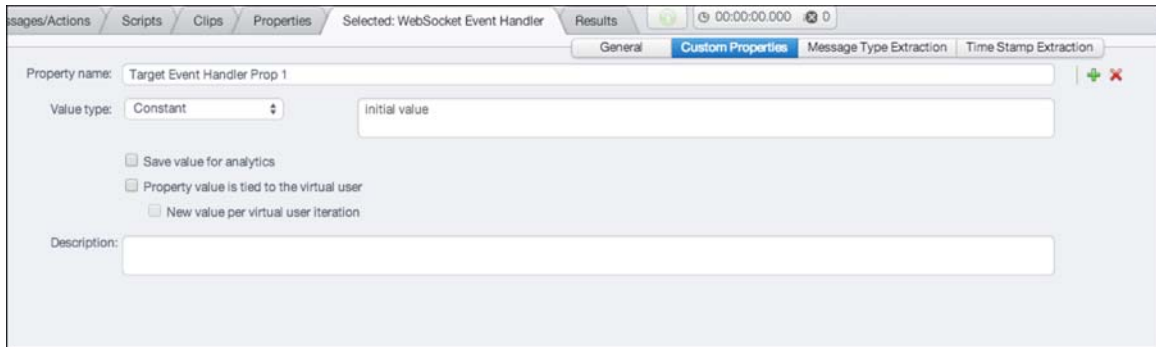 ssages/Actions Scripts Clips Properties Selected: WebSocket Event Handler Results 00:00:00.000 0
General Custom Properties Message Type Extraction Time Stamp Extraction
Property name: Target Event Handler Prop 1
Value type: Constant initial value
Save value for analytics
Property value is tied to the virtual user
New value per virtual user iteration
Description: